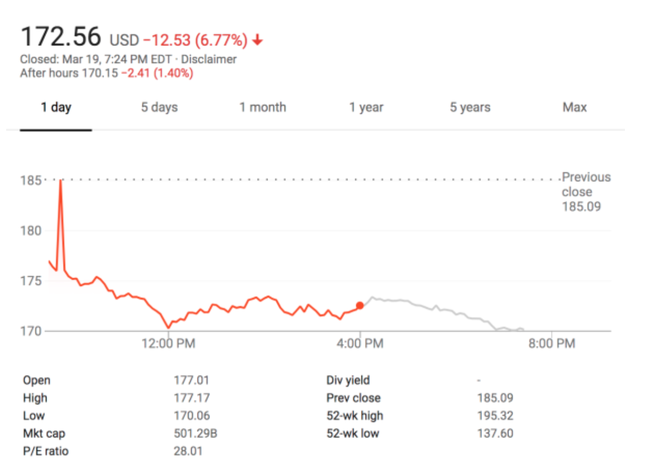 172.56 USD −12.53 (6.77%) ↓
Closed: Mar 19, 7:24 PM EDT · Disclaimer
After hours 170.15 −2.41 (1.40%)
1 day 5 days 1 month 1 year 5 years Max
185
Previous
close
185.09
180
175
170
12:00 PM 4:00 PM 8:00 PM
Open 177.01 Div yield -
High 177.17 Prev close 185.09
Low 170.06 52-wk high 195.32
Mkt cap 501.29B 52-wk low 137.60
P/E ratio 28.01